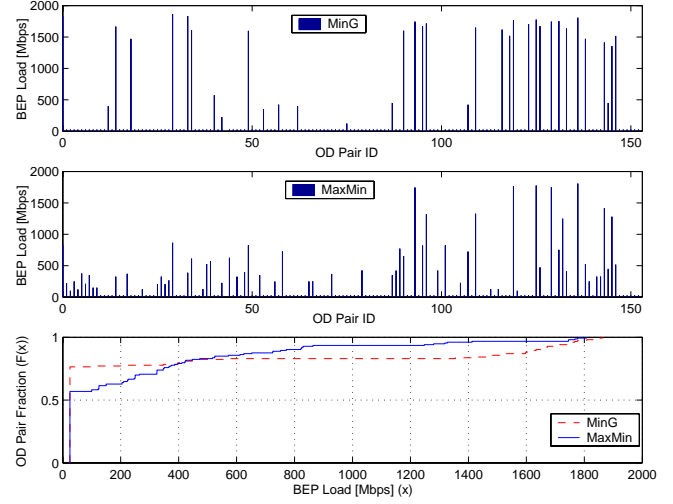 2000
1500
1000
500
0
BEP Load [Mbps]
MinG
0
50
100
150
OD Pair ID
2000
1500
1000
500
0
BEP Load [Mbps]
MaxMin
0
50
100
150
OD Pair ID
1
0.5
0
OD Pair Fraction (F(x))
MinG
MaxMin
0 200 400 600 800 1000 1200 1400 1600 1800 2000
BEP Load [Mbps] (x)